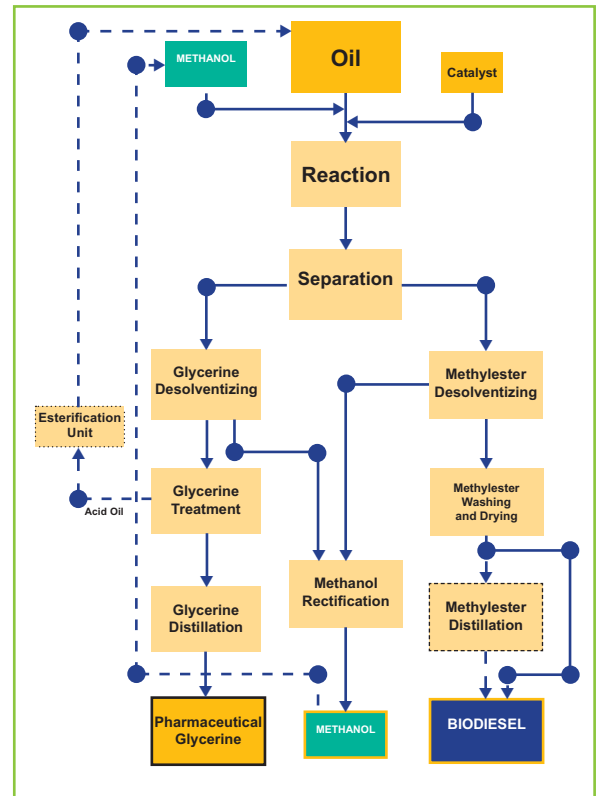 METHANOL
Oil
Catalyst
Reaction
Separation
Glycerine
Desolventizing
Methylester
Desolventizing
Esterification
Unit
Acid Oil
Glycerine
Treatment
Methylester
Washing
and Drying
Methanol
Rectification
Glycerine
Distillation
Methylester
Distillation
Pharmaceutical
Glycerine
METHANOL
BIODIESEL